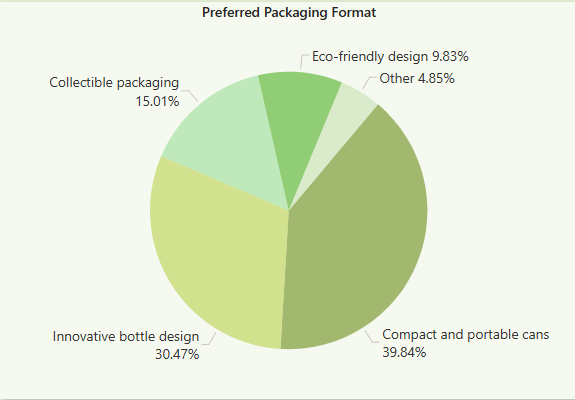 Preferred Packaging Format
Eco-friendly design 9.83%
Other 4.85%
Collectible packaging
15.01%
Innovative bottle design
30.47%
Compact and portable cans
39.84%